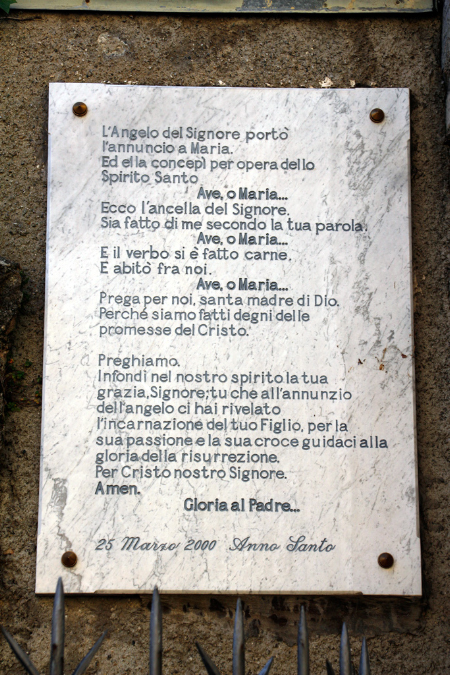 L'Angelo del Signore portò
l'annuncio a Maria.
Ed ella concepì per opera dello
Spirito Santo
Ave, o Maria...
Ecco l'ancella del Signore.
Sia fatto di me secondo la tua parola.
Ave, o Maria...
E il verbo si è fatto carne.
E abitò fra noi.
Ave, o Maria...
Prega per noi, santa madre di Dio.
Perché siamo fatti degni delle
promesse del Cristo.
Preghiamo.
Infondi nel nostro spirito la tua
grazia, Signore; tu che all'annunzio
dell'angelo ci hai rivelato
l'incarnazione del tuo Figlio, per la
sua passione e la sua croce guidaci alla
gloria della risurrezione.
Per Cristo nostro Signore.
Amen.
Gloria al Padre...
25 Marzo 2000 Anno Santo